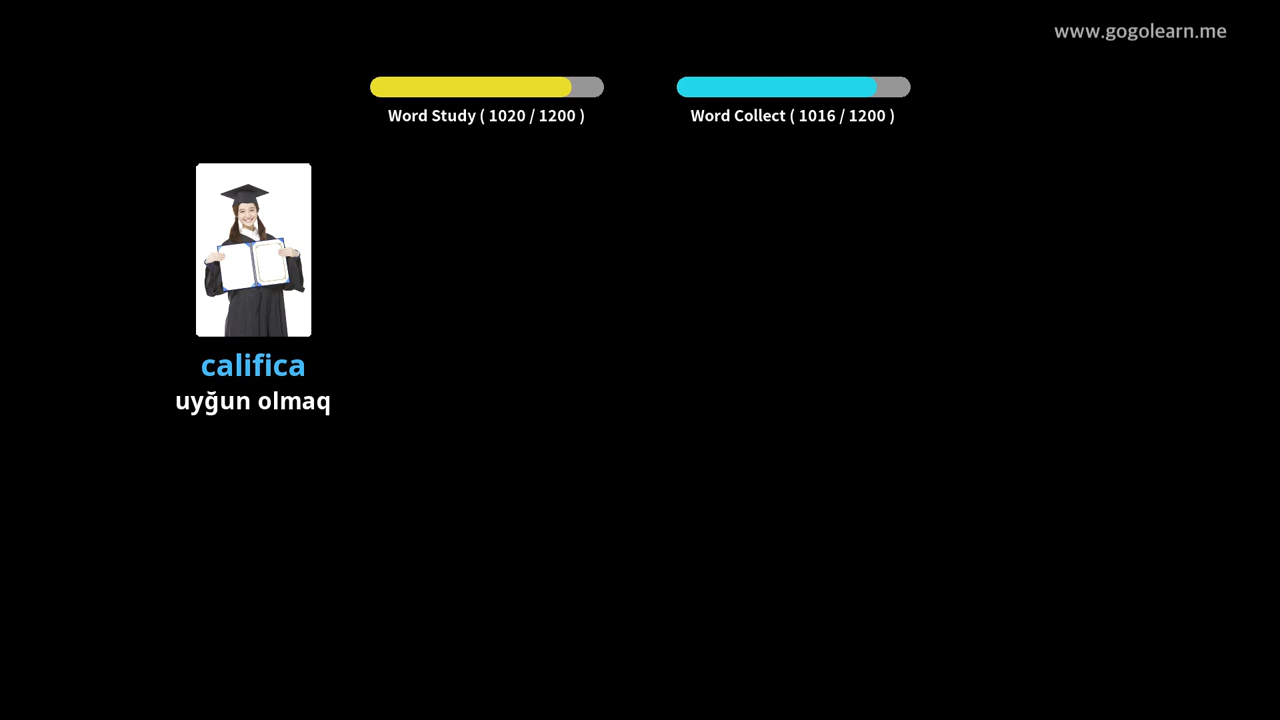 www.gogolearn.me
Word Study ( 1020 / 1200 )
Word Collect ( 1016 / 1200 )
califica
uyğun olmaq